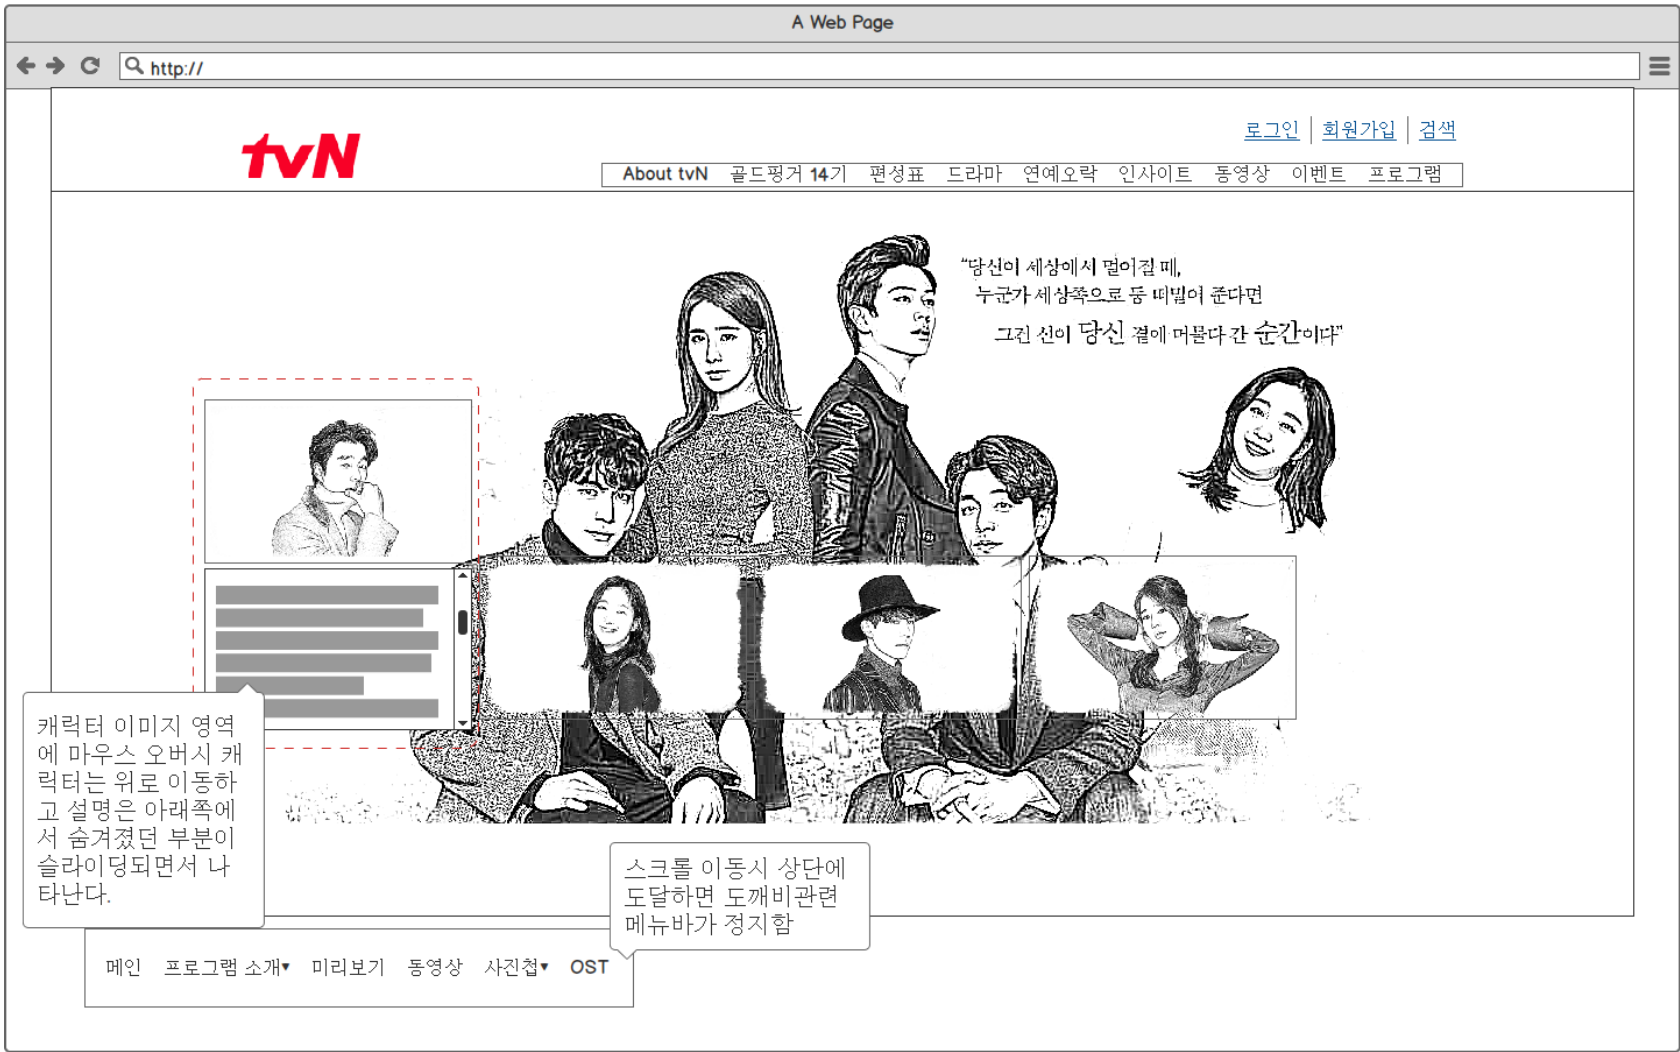 A Web Page
http://
tvN
로그인 | 회원가입 | 검색
About tvN 골드핑거 14기 편성표 드라마 연예오락 인사이트 동영상 이벤트 프로그램
“당신이 세상에서 멀어질 때,
누군가 세상쪽으로 등 떠밀어 준다면
그건 신이 당신 곁에 머물다 간 순간이다”
캐릭터 이미지 영역
에 마우스 오버시 캐
릭터는 위로 이동하
고 설명은 아래쪽에
서 숨겨졌던 부분이
슬라이딩되면서 나
타난다.
스크롤 이동시 상단에
도달하면 도깨비관련
메뉴바가 정지함
메인 프로그램 소개▾ 미리보기 동영상 사진첩▾ OST